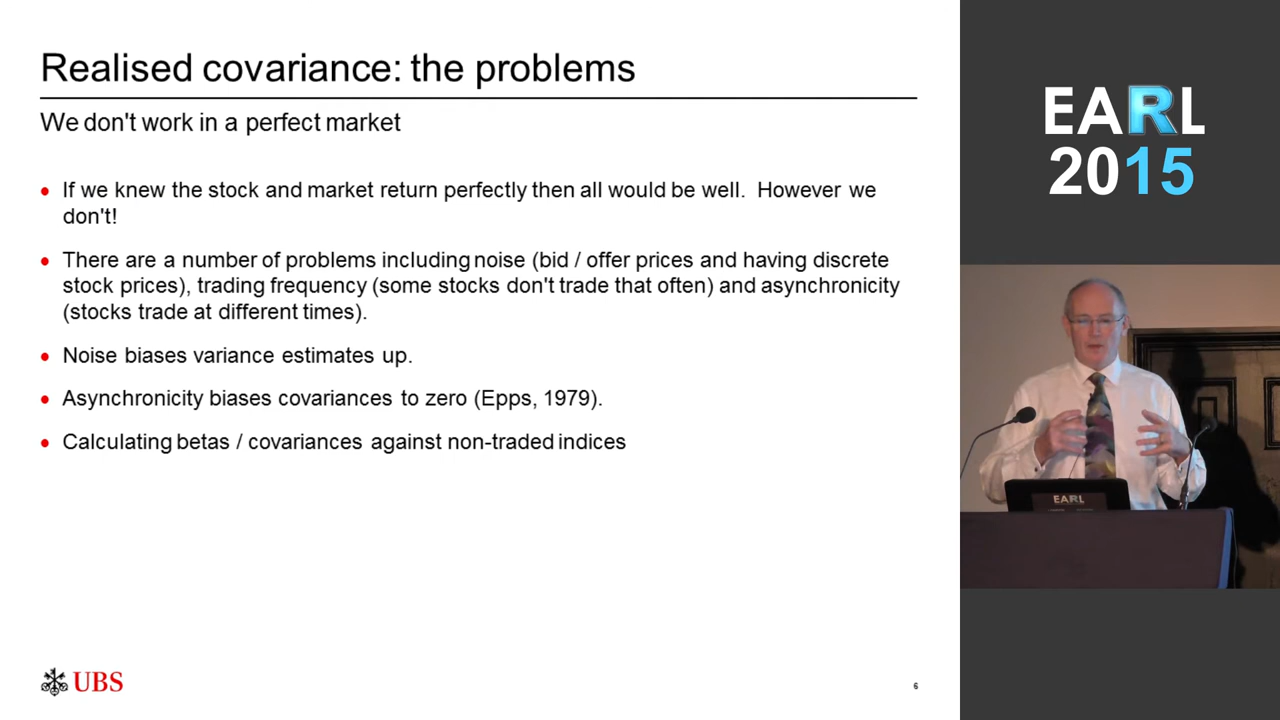 Realised covariance: the problems
We don't work in a perfect market
If we knew the stock and market return perfectly then all would be well. However we
don't!
There are a number of problems including noise (bid / offer prices and having discrete
stock prices), trading frequency (some stocks don't trade that often) and asynchronicity
(stocks trade at different times).
Noise biases variance estimates up.
Asynchronicity biases covariances to zero (Epps, 1979).
Calculating betas / covariances against non-traded indices
UBS
6
EARL
2015
EARL